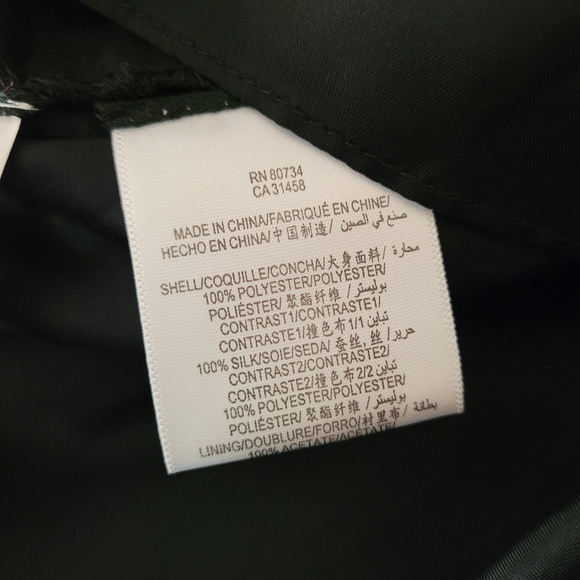 RN 80734
CA 31458
MADE IN CHINA/FABRIQUÉ EN CHINE/
HECHO EN CHINA/中国制造/ صنع في الصين
SHELL/COQUILLE/CONCHA/大身面料/ محارة
100% POLYESTER/POLYESTER/
POLIÉSTER/ 聚酯纤维 / بوليستر
CONTRAST1/CONTRASTE1/
CONTRASTE1/撞色布1/1 تباين
100% SILK/SOIE/SEDA/ 蚕丝, 丝 / حرير
CONTRAST2/CONTRASTE2/
CONTRASTE2/撞色布2/2 تباين
100% POLYESTER/POLYESTER/
POLIÉSTER/ 聚酯纤维 / بوليستر
LINING/DOUBLURE/FORRO/衬里布/ بطانة
100% ACETATE/ACÉTATE/